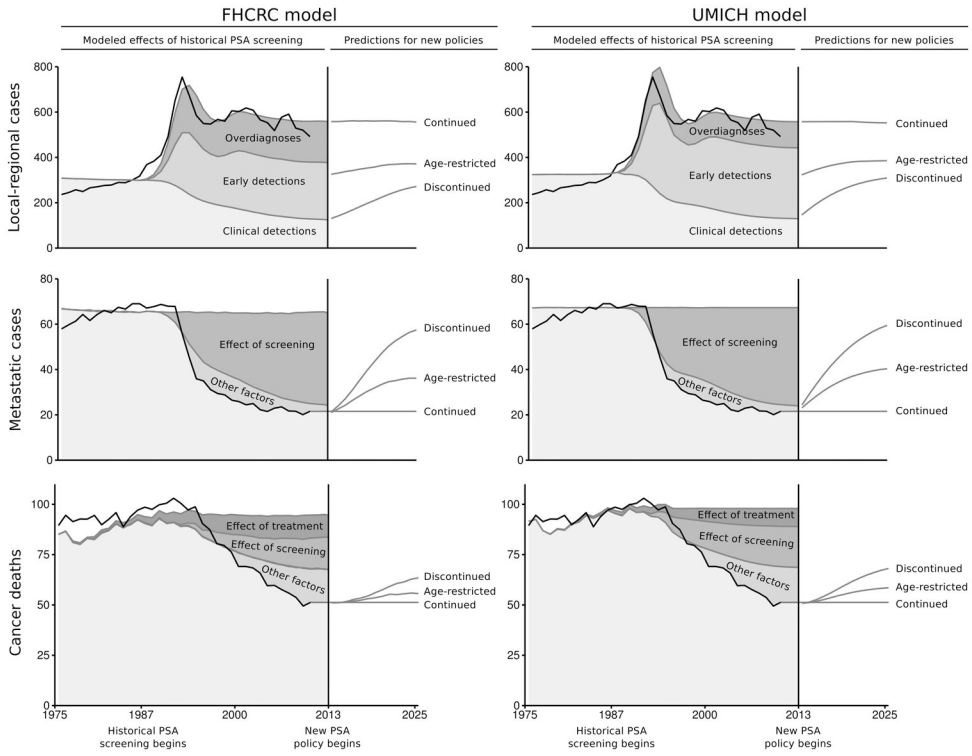 FHCRC model
UMICH model
Modeled effects of historical PSA screening
Predictions for new policies
Modeled effects of historical PSA screening
Predictions for new policies
Local-regional cases
800
600
400
200
0
Overdiagnoses
Early detections
Clinical detections
Continued
Age-restricted
Discontinued
800
600
400
200
0
Overdiagnoses
Early detections
Clinical detections
Continued
Age-restricted
Discontinued
Metastatic cases
80
60
40
20
0
Effect of screening
Other factors
Discontinued
Age-restricted
Continued
80
60
40
20
0
Effect of screening
Other factors
Discontinued
Age-restricted
Continued
Cancer deaths
100
75
50
25
0
Effect of treatment
Effect of screening
Other factors
Discontinued
Age-restricted
Continued
1975
1987
2000
2013
2025
Historical PSA
screening begins
New PSA
policy begins
100
75
50
25
0
Effect of treatment
Effect of screening
Other factors
Discontinued
Age-restricted
Continued
1975
1987
2000
2013
2025
Historical PSA
screening begins
New PSA
policy begins